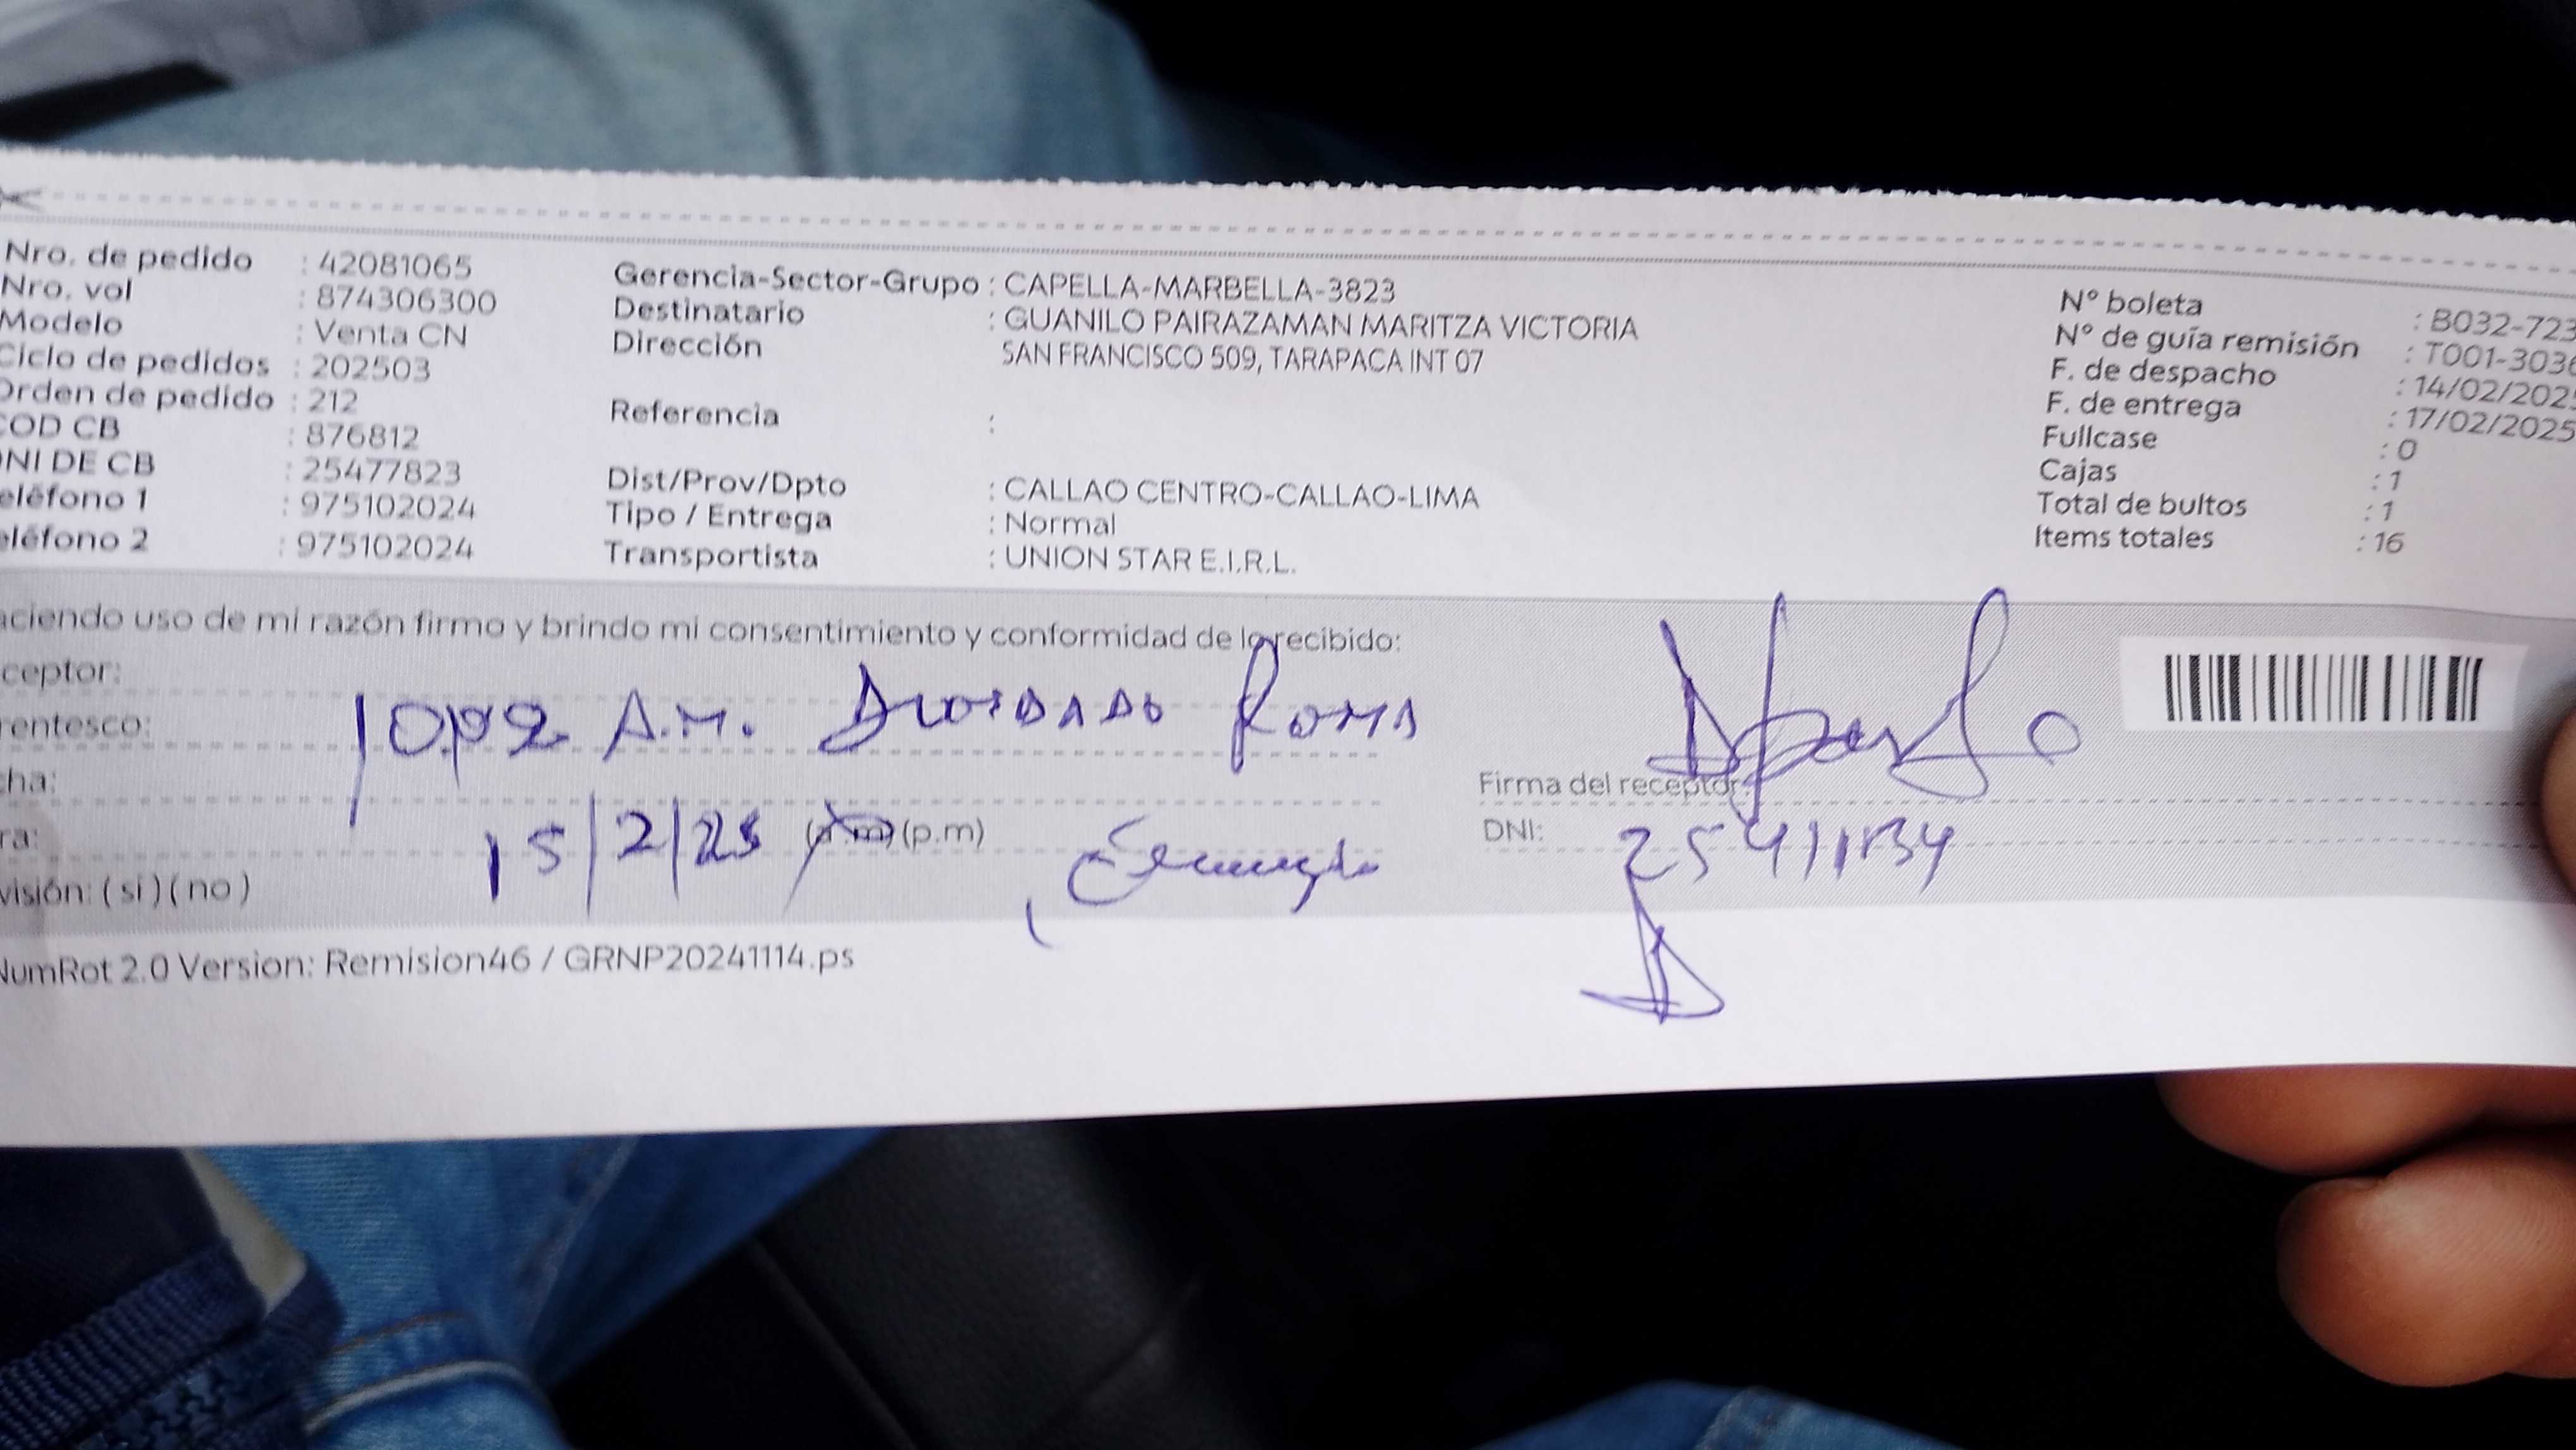 Nro. de pedido : 42081065
Nro. vol : 874306300
Modelo : Venta CN
Ciclo de pedidos : 202503
Orden de pedido : 212
COD CB : 876812
DNI DE CB : 25477823
eléfono 1 : 975102024
eléfono 2 : 975102024
Gerencia-Sector-Grupo : CAPELLA-MARBELLA-3823
Destinatario : GUANILO PAIRAZAMAN MARITZA VICTORIA
Dirección SAN FRANCISCO 509, TARAPACA INT 07
Referencia :
Dist/Prov/Dpto : CALLAO CENTRO-CALLAO-LIMA
Tipo / Entrega : Normal
Transportista : UNION STAR E.I.R.L.
N° boleta : B032-723
N° de guía remisión : T001-3036
F. de despacho : 14/02/2025
F. de entrega : 17/02/2025
Fullcase : 0
Cajas : 1
Total de bultos : 1
Items totales : 16
aciendo uso de mi razón firmo y brindo mi consentimiento y conformidad de lo recibido:
ceptor:
rentesco: A.M.
cha:
ra: 15/2/25 (a.m) (p.m)
visión: ( si ) ( no )
Firma del receptor:
DNI:
NumRot 2.0 Version: Remision46 / GRNP20241114.ps